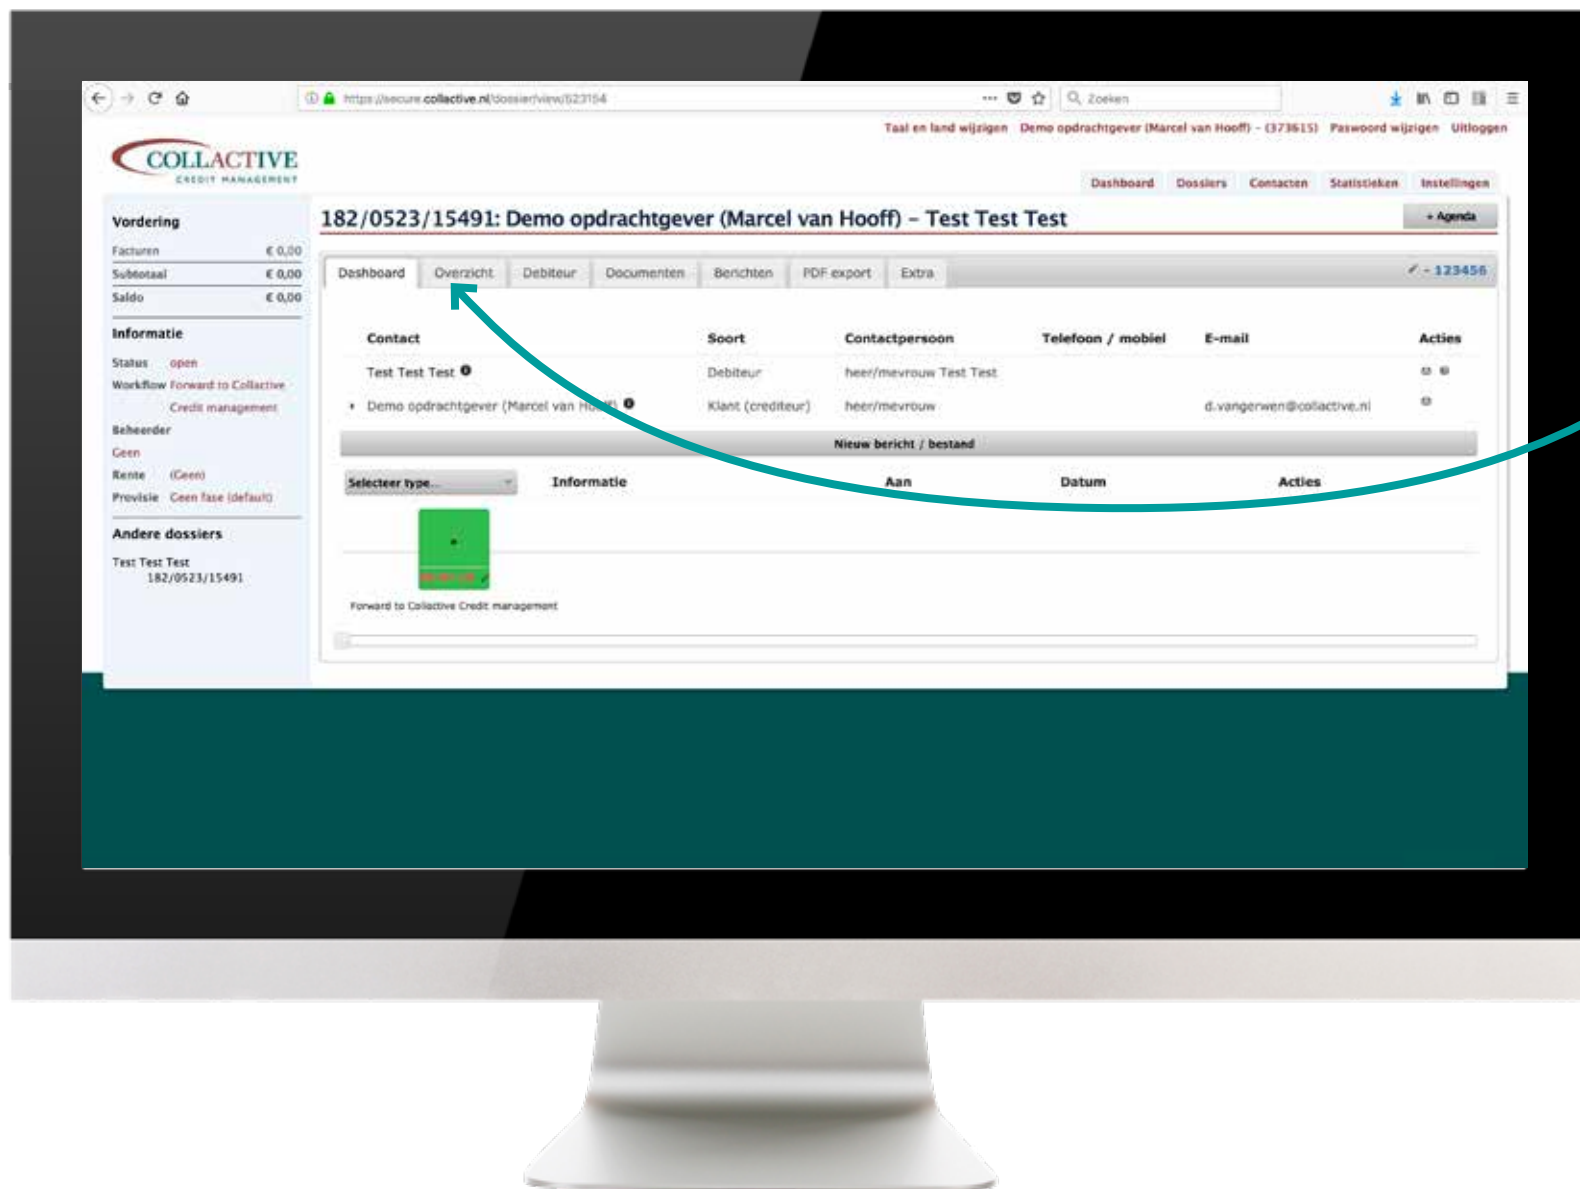 https://secure.collactive.nl/dossier/view/523154
Zoeken
Taal en land wijzigen Demo opdrachtgever (Marcel van Hooff) - (373615) Paswoord wijzigen Uitloggen
COLLACTIVE
CREDIT MANAGEMENT
Dashboard Dossiers Contacten Statistieken Instellingen
182/0523/15491: Demo opdrachtgever (Marcel van Hooff) – Test Test Test
+ Agenda
Vordering
Facturen € 0,00
Subtotaal € 0,00
Saldo € 0,00
Informatie
Status open
Workflow Forward to Collactive
Credit management
Beheerder
Geen
Rente (Geen)
Provisie Geen fase (default)
Andere dossiers
Test Test Test
182/0523/15491
Dashboard Overzicht Debiteur Documenten Berichten PDF export Extra
- 123456
Contact Soort Contactpersoon Telefoon / mobiel E-mail Acties
Test Test Test Debiteur heer/mevrouw Test Test
Demo opdrachtgever (Marcel van Hooff) Klant (crediteur) heer/mevrouw d.vangerwen@collactive.nl
Nieuw bericht / bestand
Selecteer type... Informatie Aan Datum Acties
Forward to Collactive Credit management